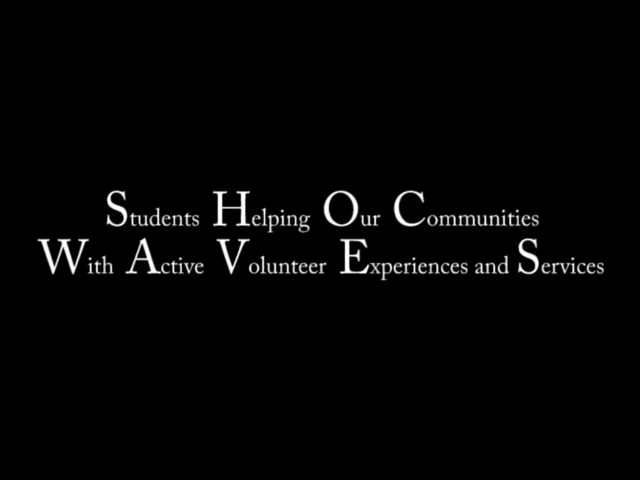 Students Helping Our Communities
With Active Volunteer Experiences and Services